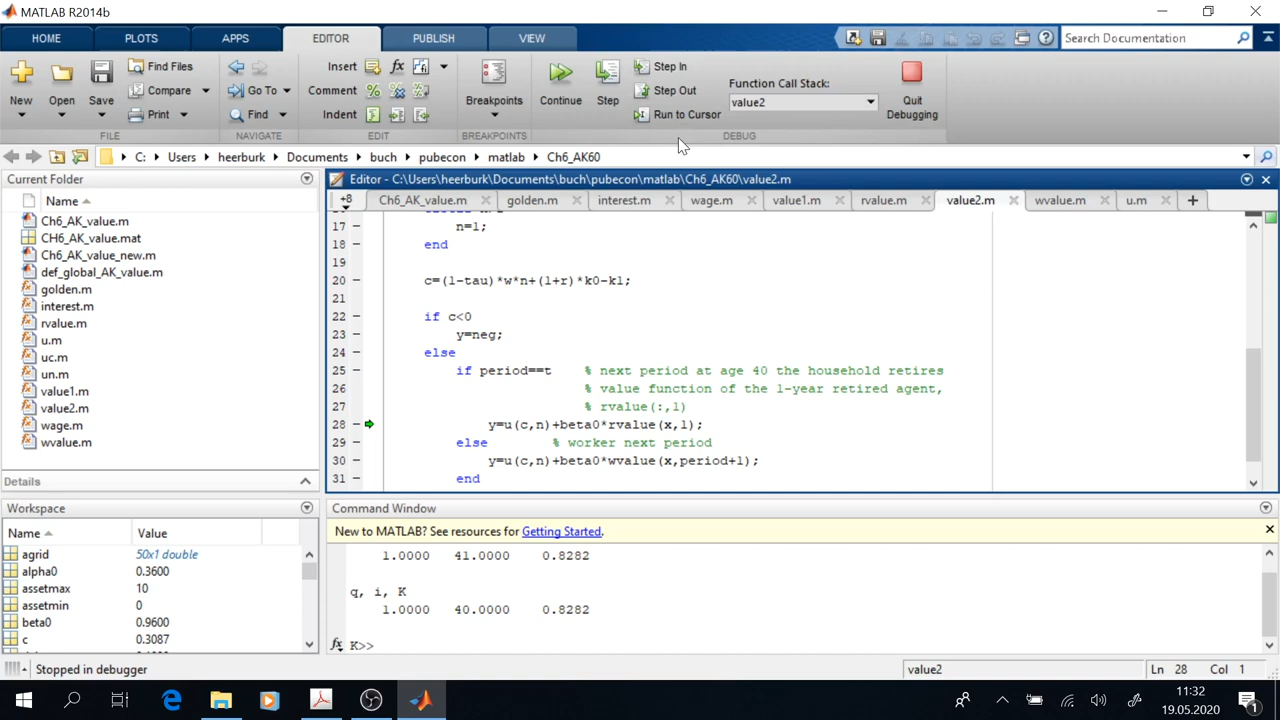 MATLAB R2014b
HOME PLOTS APPS EDITOR PUBLISH VIEW Search Documentation
New Open Save Find Files Compare Print Go To Find Insert fx Comment Indent Breakpoints Continue Step Step In Step Out Run to Cursor Function Call Stack: value2 Quit Debugging
FILE NAVIGATE EDIT BREAKPOINTS DEBUG
C: Users heerburk Documents buch pubecon matlab Ch6_AK60
Current Folder
Name
Ch6_AK_value.m
CH6_AK_value.mat
Ch6_AK_value_new.m
def_global_AK_value.m
golden.m
interest.m
rvalue.m
u.m
uc.m
un.m
value1.m
value2.m
wage.m
wvalue.m
Details
Workspace
Name Value
agrid 50x1 double
alpha0 0.3600
assetmax 10
assetmin 0
beta0 0.9600
c 0.3087
Editor - C:\Users\heerburk\Documents\buch\pubecon\matlab\Ch6_AK60\value2.m
+8 Ch6_AK_value.m golden.m interest.m wage.m value1.m rvalue.m value2.m wvalue.m u.m
17 n=1;
18 end
19
20 c=(1-tau)*w*n+(1+r)*k0-k1;
21
22 if c<0
23 y=neg;
24 else
25 if period==t % next period at age 40 the household retires
26 % value function of the 1-year retired agent,
27 % rvalue(:,1)
28 y=u(c,n)+beta0*rvalue(x,1);
29 else % worker next period
30 y=u(c,n)+beta0*wvalue(x,period+1);
31 end
Command Window
New to MATLAB? See resources for Getting Started.
1.0000 41.0000 0.8282
q, i, K
1.0000 40.0000 0.8282
fx K>>
Stopped in debugger value2 Ln 28 Col 1
11:32
19.05.2020
1